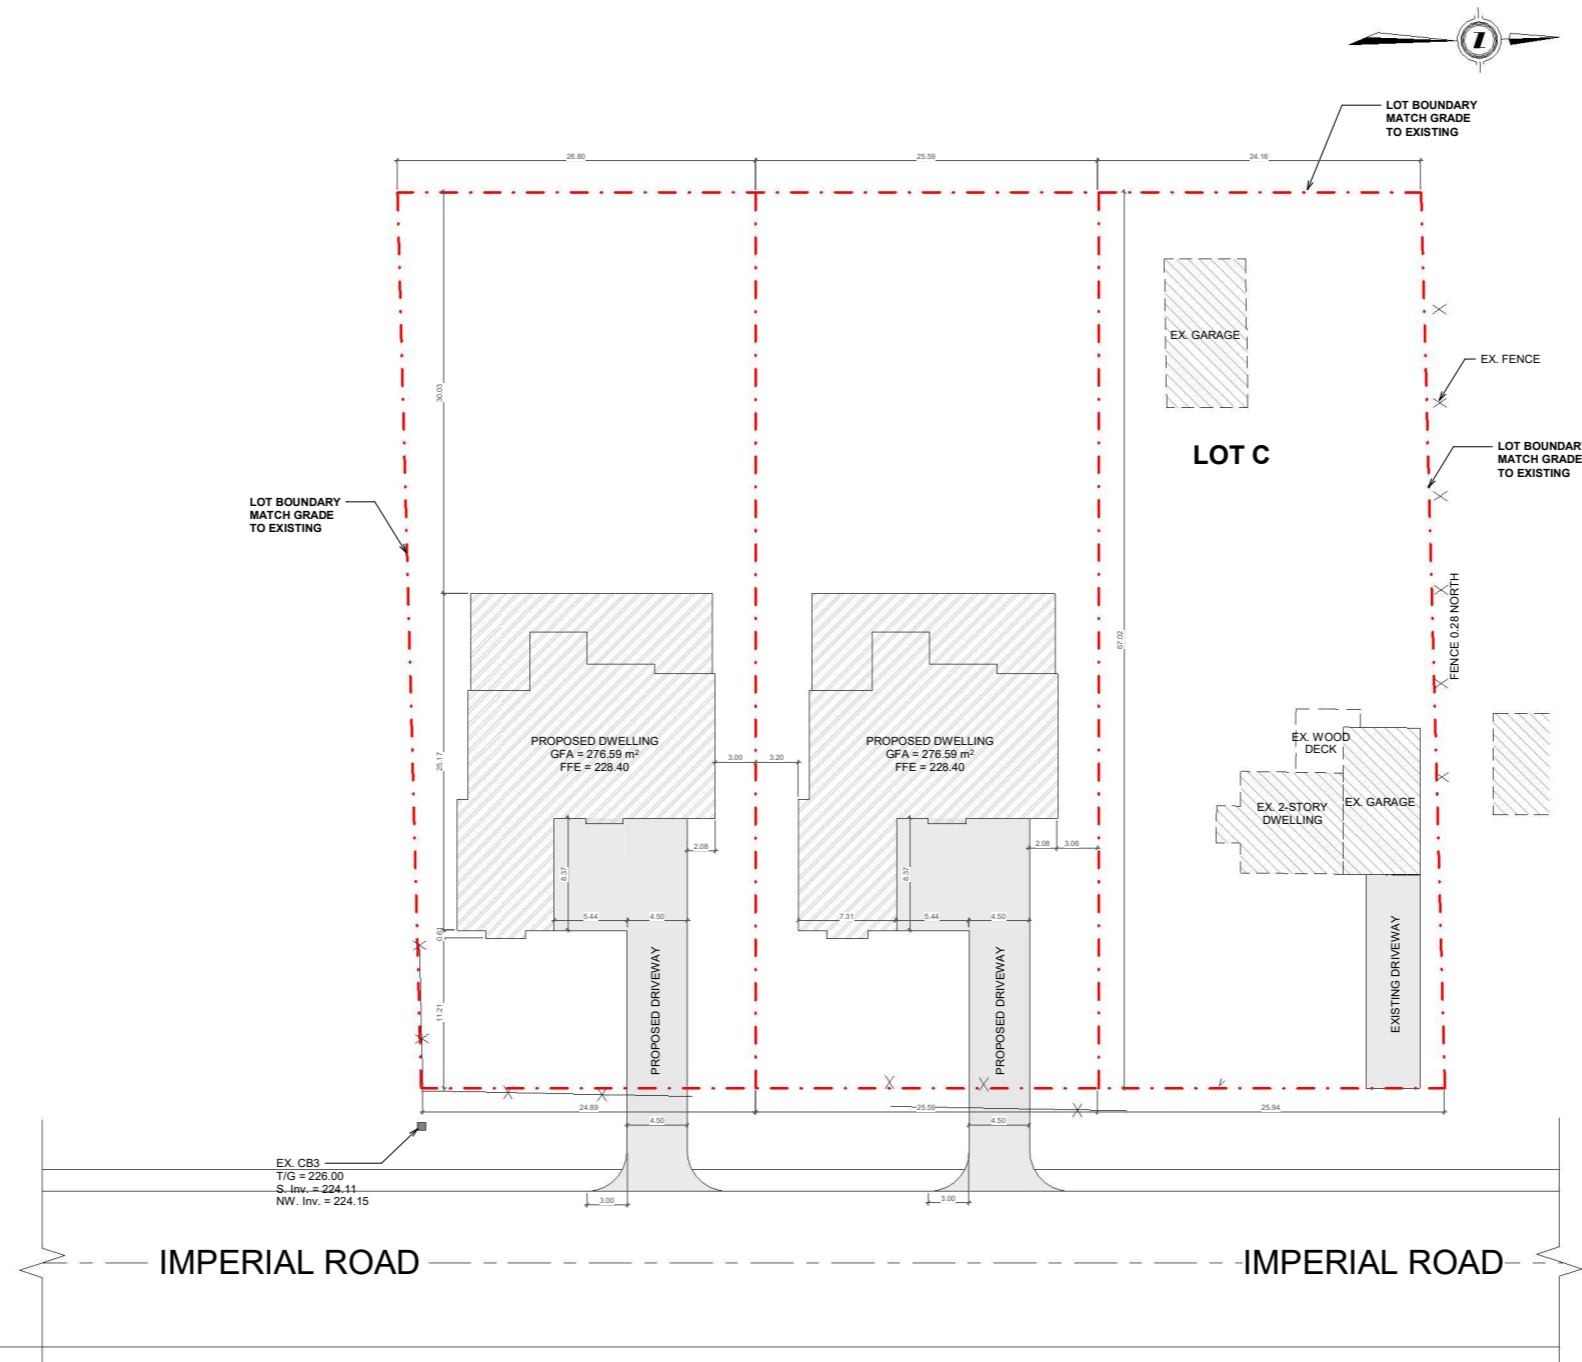 Z
LOT BOUNDARY
MATCH GRADE
TO EXISTING
26.80
25.59
24.16
EX. GARAGE
EX. FENCE
30.03
LOT C
LOT BOUNDAR
MATCH GRADE
TO EXISTING
LOT BOUNDARY
MATCH GRADE
TO EXISTING
67.02
FENCE 0.28 NORTH
PROPOSED DWELLING
GFA = 276.59 m²
FFE = 228.40
PROPOSED DWELLING
GFA = 276.59 m²
FFE = 228.40
25.17
3.00
3.20
EX. WOOD
DECK
EX. 2-STORY
DWELLING
EX. GARAGE
2.08
2.08
3.06
8.37
8.37
5.44
4.50
7.31
5.44
4.50
0.61
11.21
PROPOSED DRIVEWAY
PROPOSED DRIVEWAY
EXISTING DRIVEWAY
24.89
25.59
25.94
4.50
4.50
EX. CB3
T/G = 226.00
S. Inv. = 224.11
NW. Inv. = 224.15
3.00
3.00
IMPERIAL ROAD
IMPERIAL ROAD